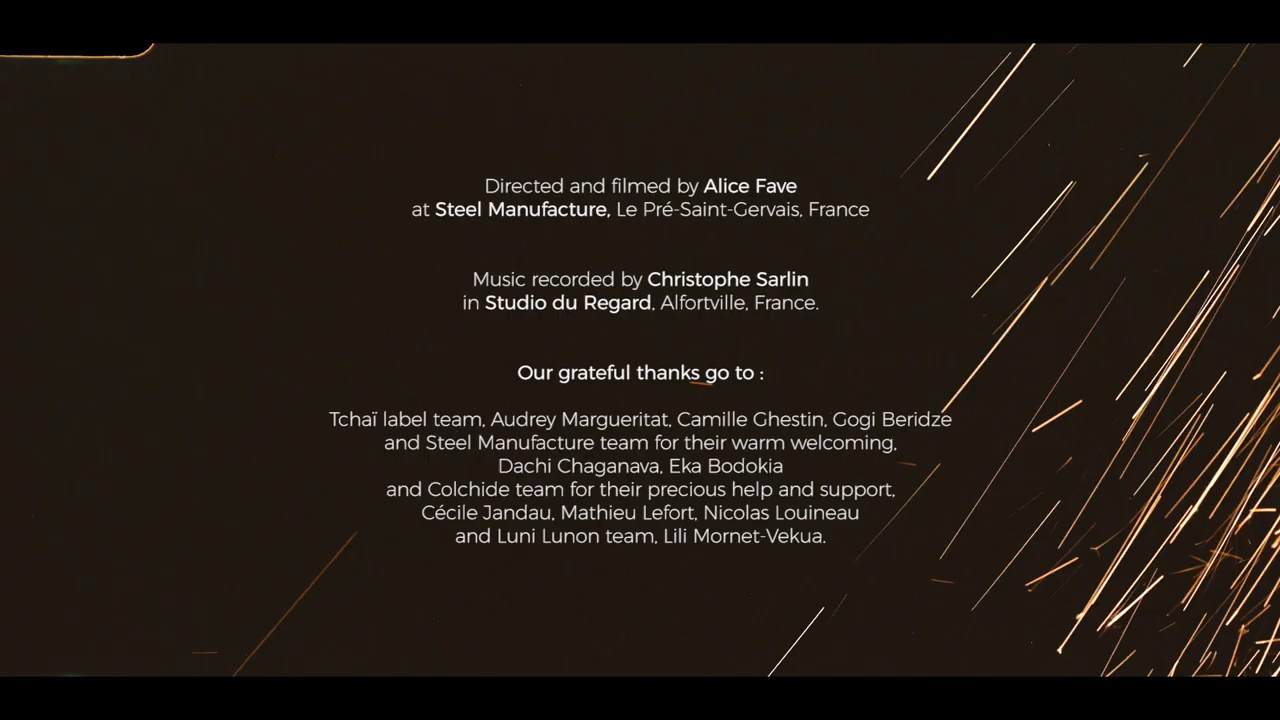 Directed and filmed by Alice Fave
at Steel Manufacture, Le Pré-Saint-Gervais, France
Music recorded by Christophe Sarlin
in Studio du Regard, Alfortville, France.
Our grateful thanks go to :
Tchaï label team, Audrey Margueritat, Camille Ghestin, Gogi Beridze
and Steel Manufacture team for their warm welcoming,
Dachi Chaganava, Eka Bodokia
and Colchide team for their precious help and support,
Cécile Jandau, Mathieu Lefort, Nicolas Louineau
and Luni Lunon team, Lili Mornet-Vekua.